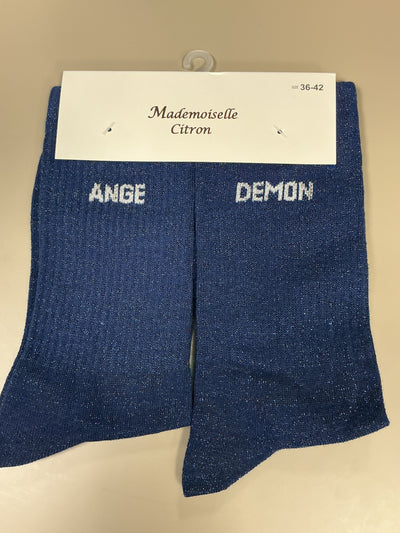 ⇨ 36-42
Mademoiselle
Citron
ANGE DEMON